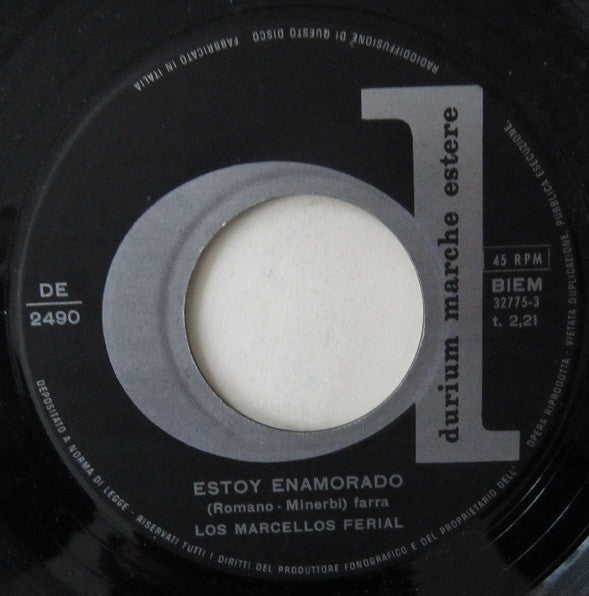 RADIODIFFUSIONE DI QUESTO DISCO FABBRICATO IN ITALIA
durium marche estere
45 RPM
BIEM
32775-3
t. 2,21
DE
2490
ESTOY ENAMORADO
(Romano - Minerbi) farra
LOS MARCELLOS FERIAL
DEPOSITATO A NORMA DI LEGGE - RISERVATI TUTTI I DIRITTI DEL PRODUTTORE FONOGRAFICO E DEL PROPRIETARIO DELL' OPERA RIPRODOTTA VIETATA DUPLICAZIONE, PUBBLICA ESECUZIONE,